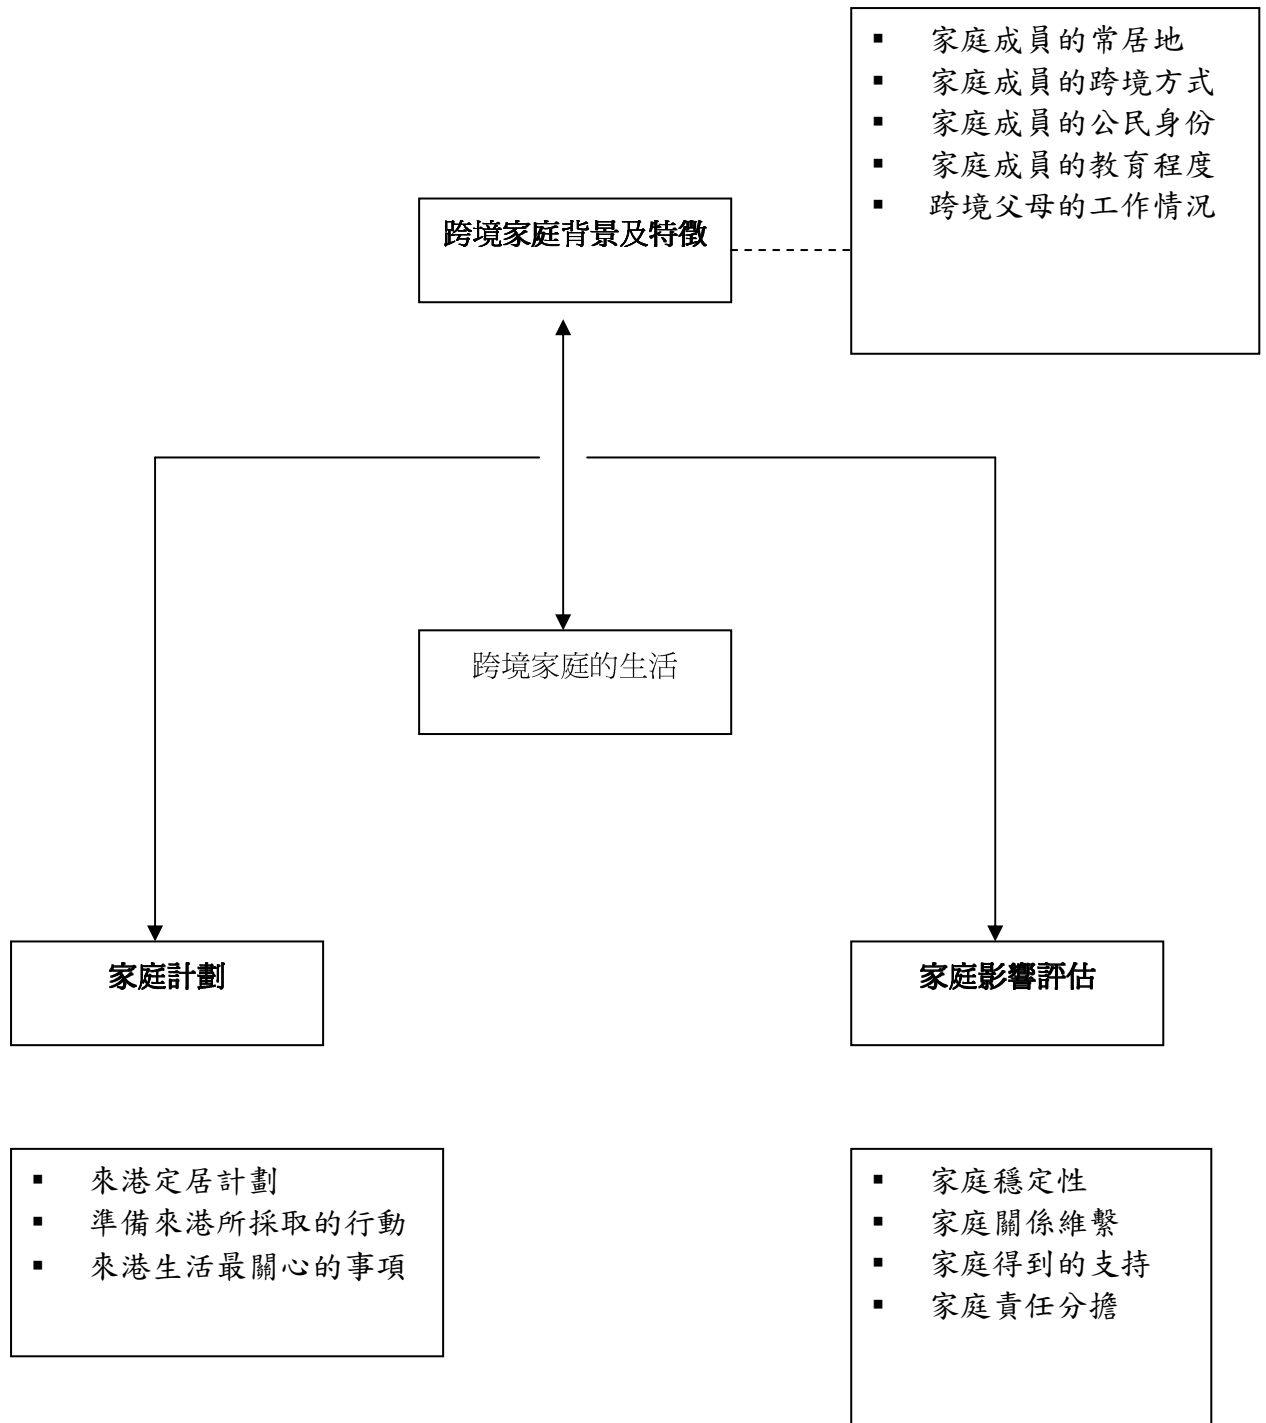 ▪ 家庭成員的常居地
▪ 家庭成員的跨境方式
▪ 家庭成員的公民身份
▪ 家庭成員的教育程度
▪ 跨境父母的工作情況
跨境家庭背景及特徵
跨境家庭的生活
家庭計劃
家庭影響評估
▪ 來港定居計劃
▪ 準備來港所採取的行動
▪ 來港生活最關心的事項
▪ 家庭穩定性
▪ 家庭關係維繫
▪ 家庭得到的支持
▪ 家庭責任分擔